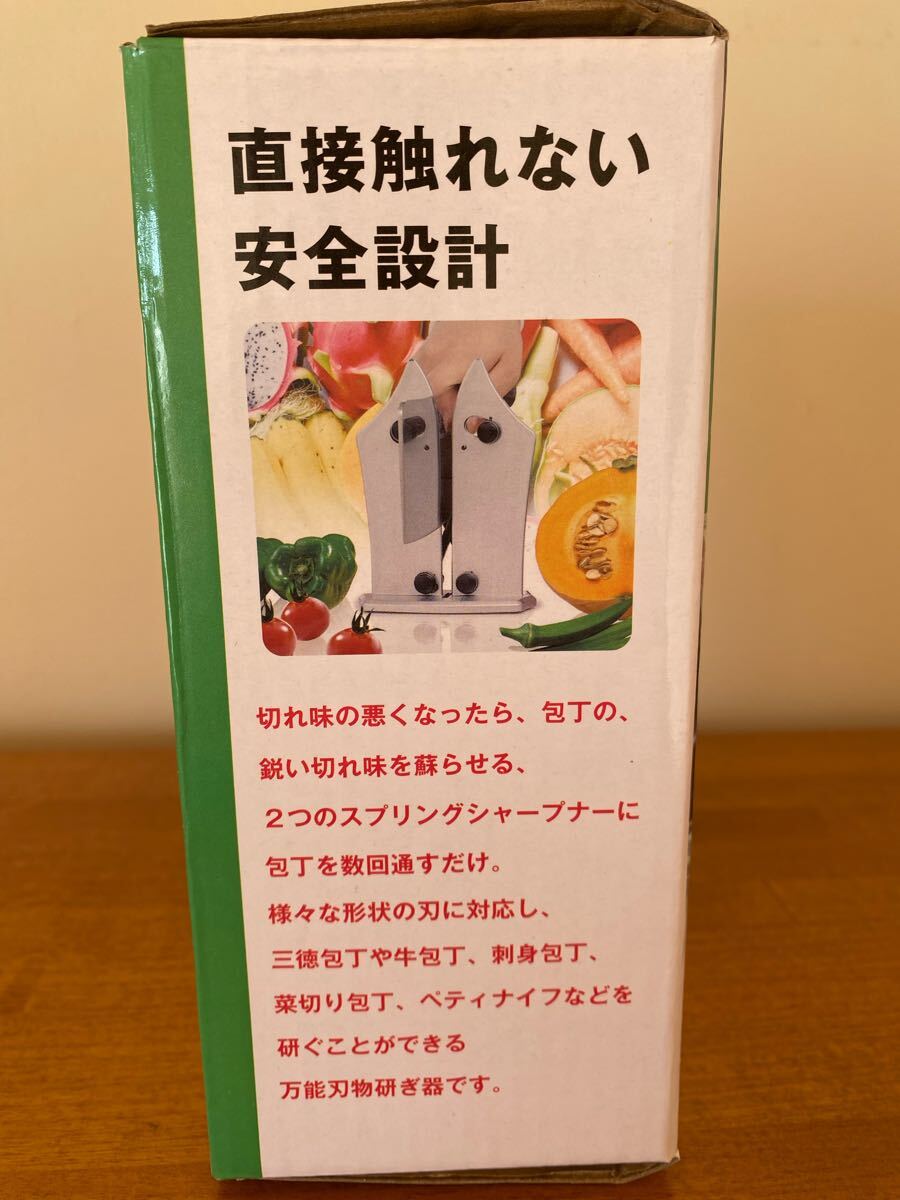 直接触れない
安全設計
切れ味の悪くなったら、包丁の、
鋭い切れ味を蘇らせる、
２つのスプリングシャープナーに
包丁を数回通すだけ。
様々な形状の刃に対応し、
三徳包丁や牛包丁、刺身包丁、
菜切り包丁、ペティナイフなどを
研ぐことができる
万能刃物研ぎ器です。